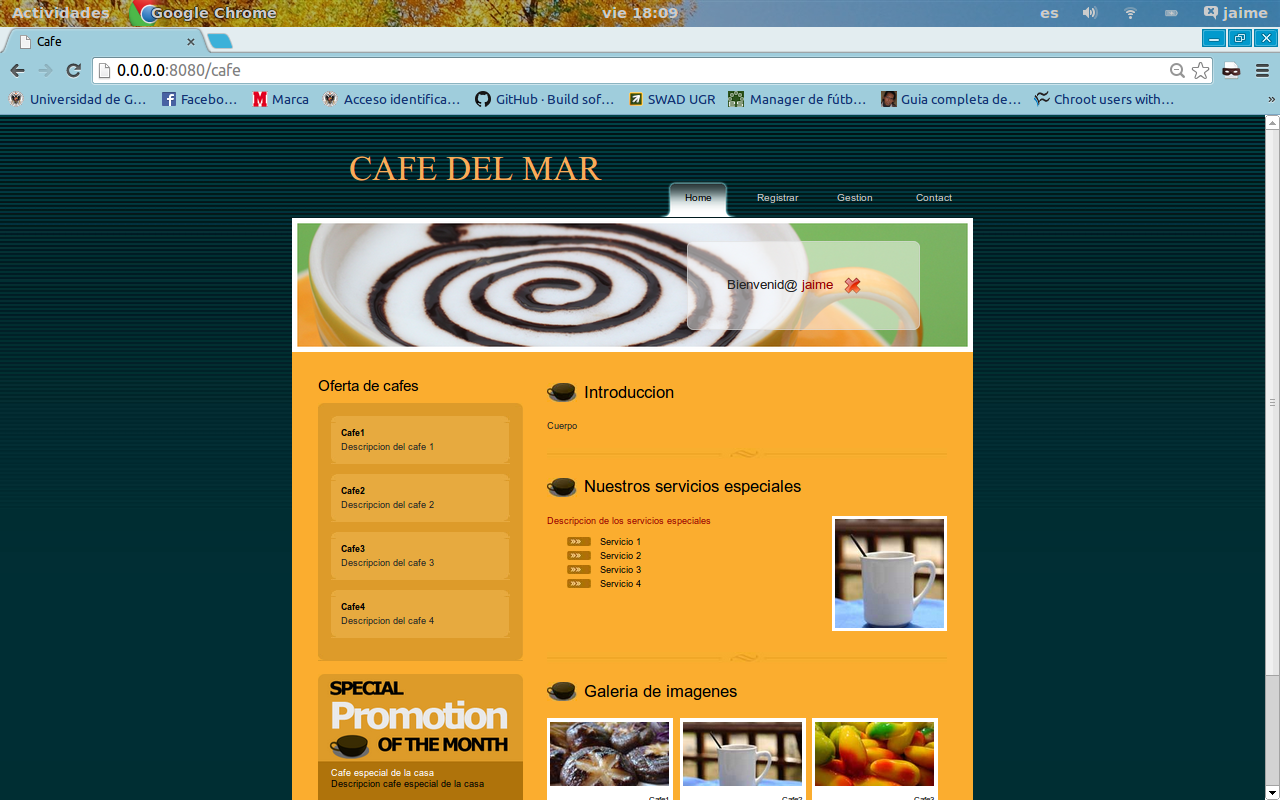 Actividades
Google Chrome
vie 18:09
es
jaime
Cafe
0.0.0.0:8080/cafe
Universidad de G…
Facebo…
Marca
Acceso identifica…
GitHub · Build sof…
SWAD UGR
Manager de fútb…
Guia completa de…
Chroot users with…
»
CAFE DEL MAR
Home
Registrar
Gestion
Contact
Bienvenid@ jaime
Oferta de cafes
Cafe1
Descripcion del cafe 1
Cafe2
Descripcion del cafe 2
Cafe3
Descripcion del cafe 3
Cafe4
Descripcion del cafe 4
SPECIAL
Promotion
OF THE MONTH
Cafe especial de la casa
Descripcion cafe especial de la casa
Introduccion
Cuerpo
Nuestros servicios especiales
Descripcion de los servicios especiales
»» Servicio 1
»» Servicio 2
»» Servicio 3
»» Servicio 4
Galeria de imagenes
Cafe1
Cafe2